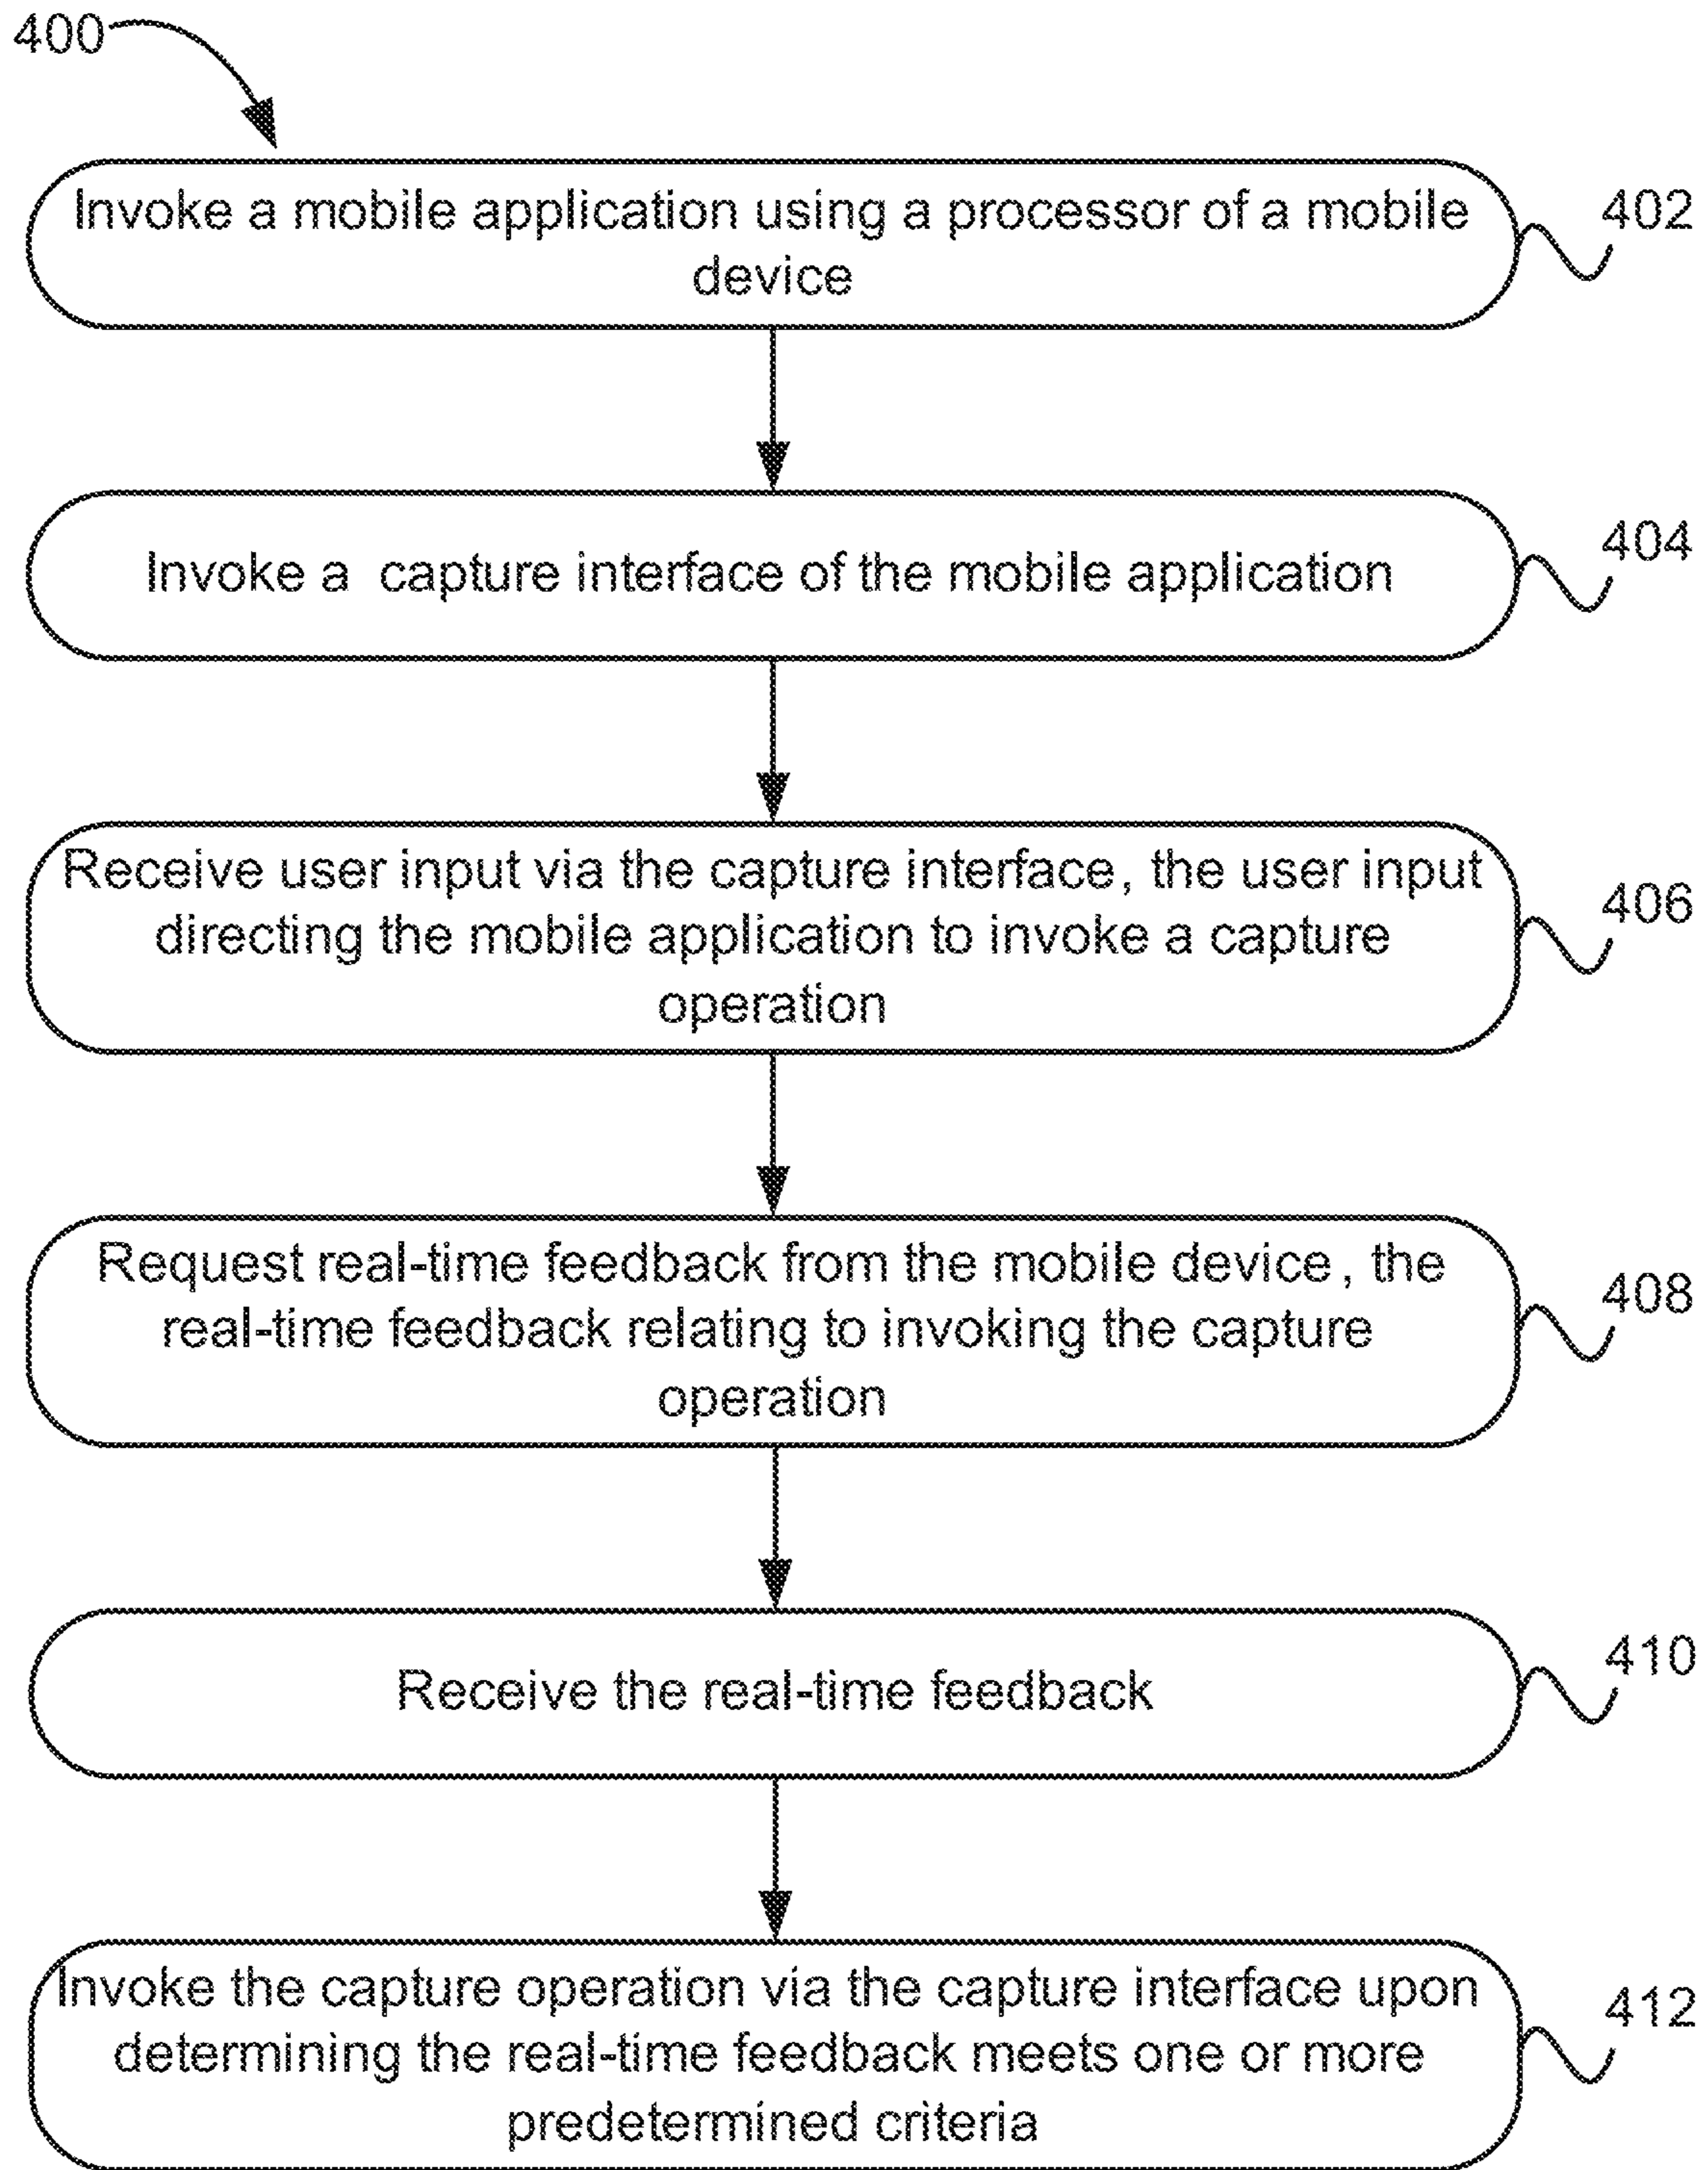 400
Invoke a mobile application using a processor of a mobile
device
402
Invoke a capture interface of the mobile application
404
Receive user input via the capture interface, the user input
directing the mobile application to invoke a capture
operation
406
Request real-time feedback from the mobile device, the
real-time feedback relating to invoking the capture
operation
408
Receive the real-time feedback
410
Invoke the capture operation via the capture interface upon
determining the real-time feedback meets one or more
predetermined criteria
412